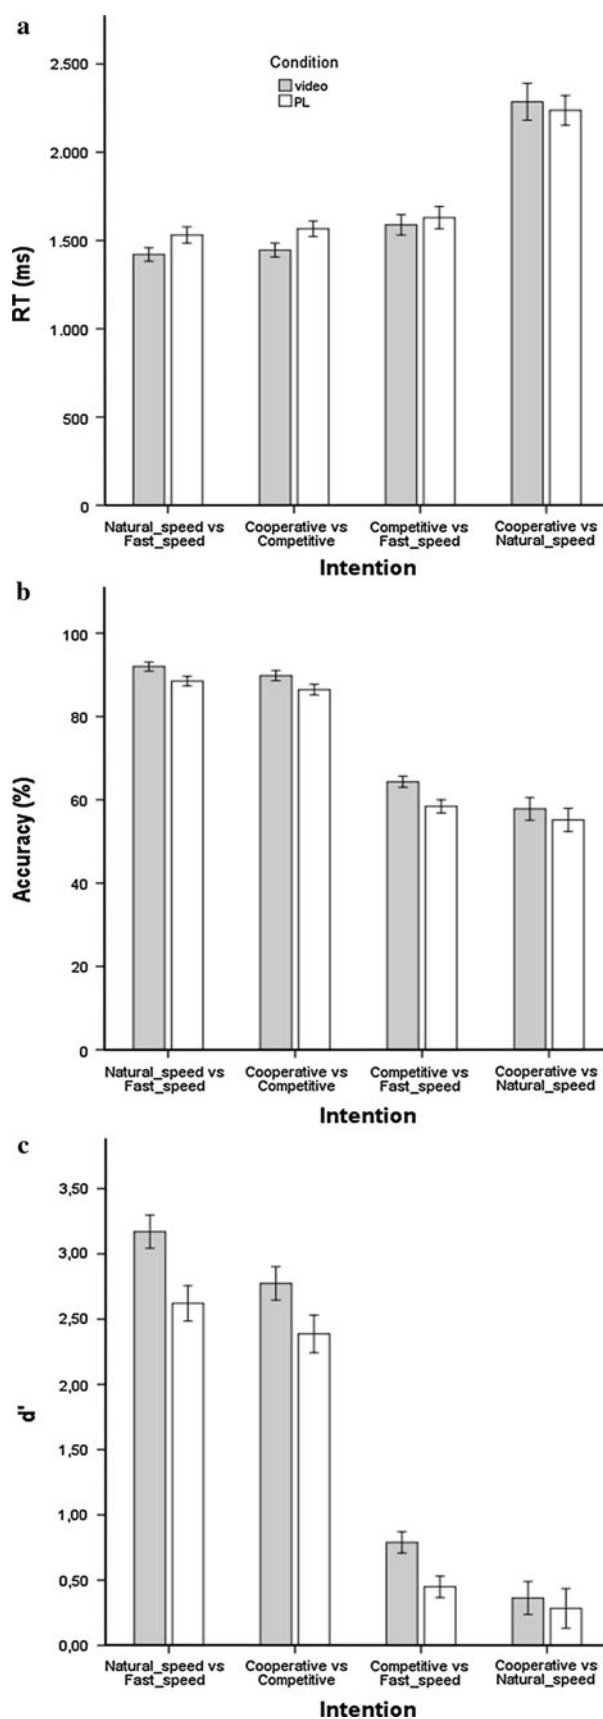 a
Condition
video
PL
2.500
2.000
1.500
1.000
500
0
RT (ms)
Natural_speed vs
Fast_speed
Cooperative vs
Competitive
Competitive vs
Fast_speed
Cooperative vs
Natural_speed
Intention
b
100
80
60
40
20
0
Accuracy (%)
Natural_speed vs
Fast_speed
Cooperative vs
Competitive
Competitive vs
Fast_speed
Cooperative vs
Natural_speed
Intention
c
3,50
3,00
2,50
2,00
1,50
1,00
0,50
0,00
d'
Natural_speed vs
Fast_speed
Cooperative vs
Competitive
Competitive vs
Fast_speed
Cooperative vs
Natural_speed
Intention